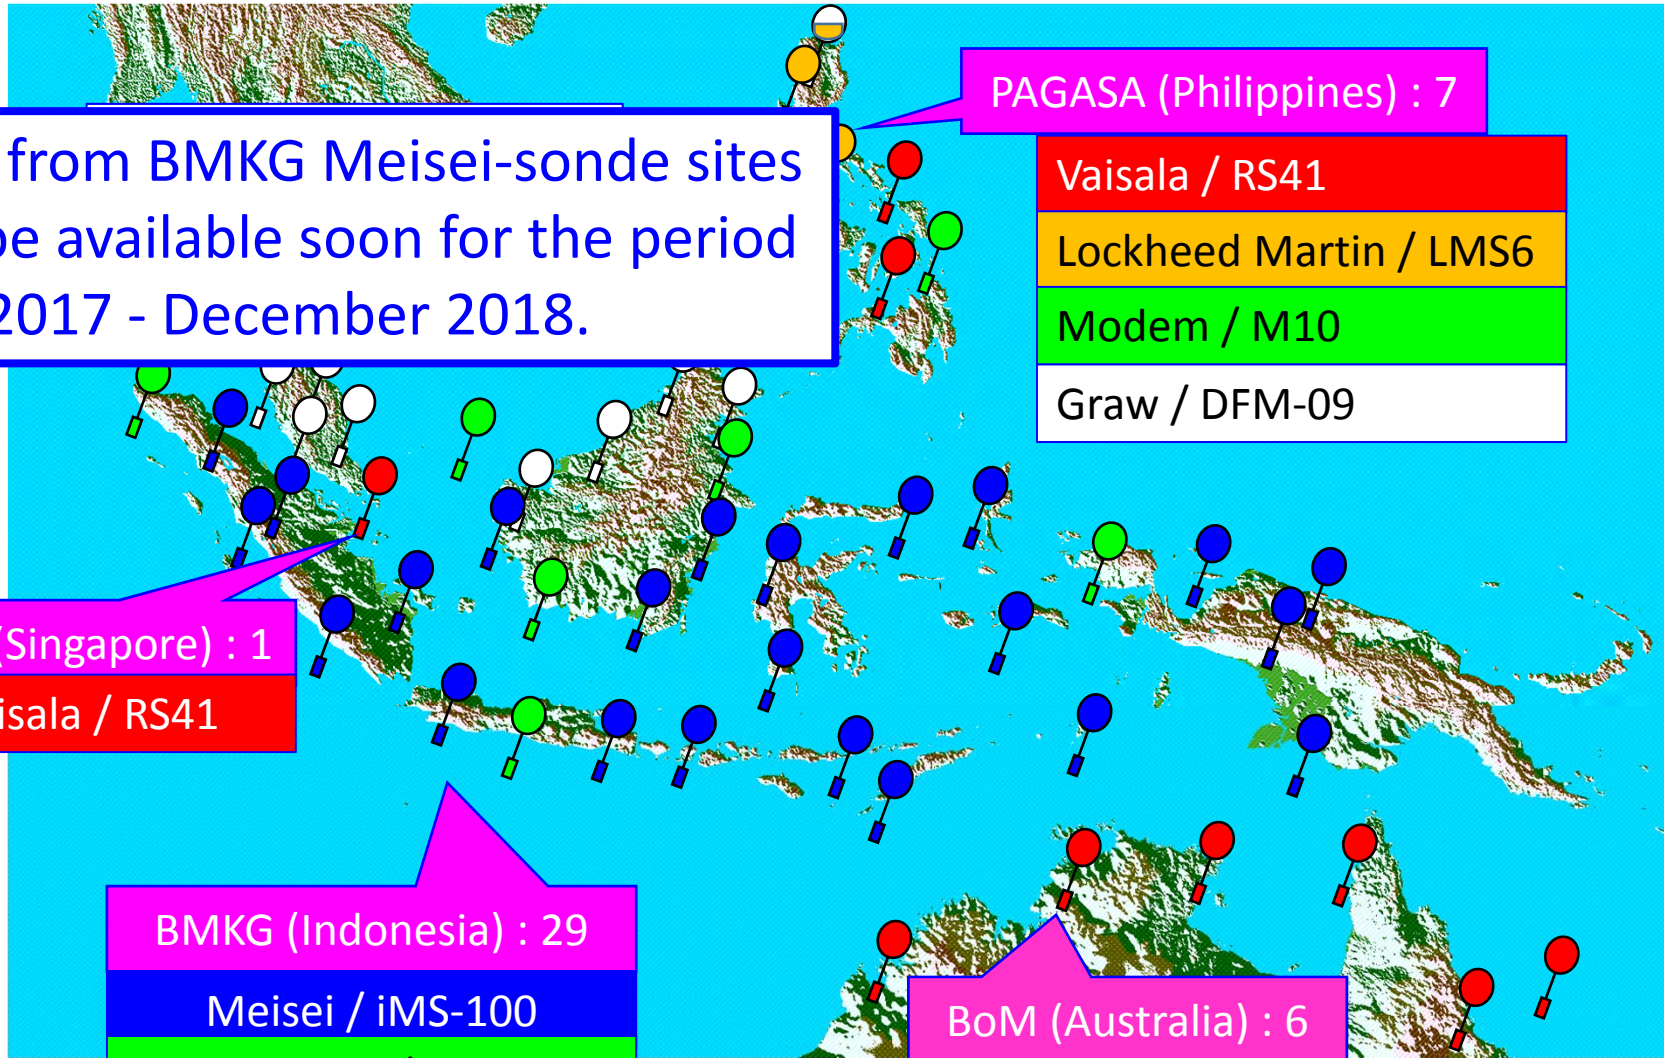 PAGASA (Philippines) : 7
Vaisala / RS41
Lockheed Martin / LMS6
Modem / M10
Graw / DFM-09
from BMKG Meisei-sonde sites
be available soon for the period
2017 - December 2018.
(Singapore) : 1
/ RS41
BMKG (Indonesia) : 29
Meisei / iMS-100
BoM (Australia) : 6